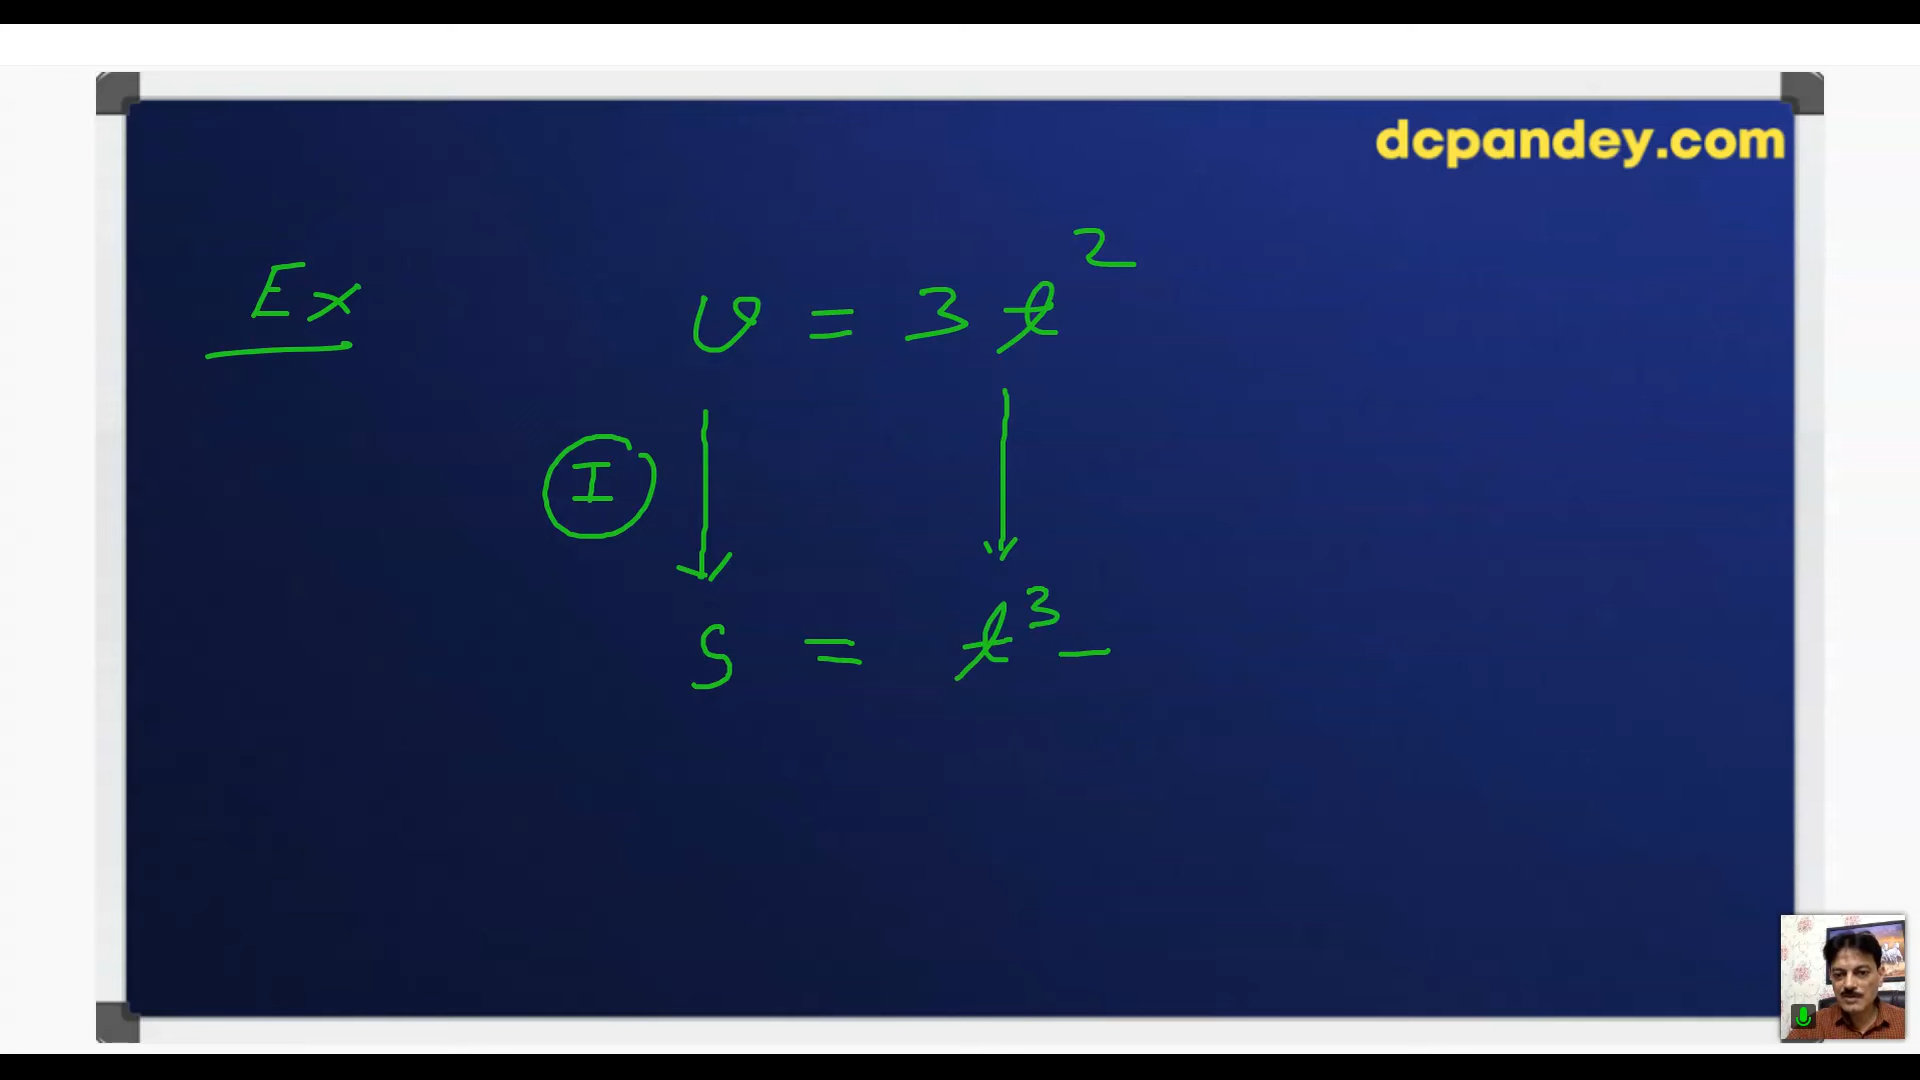 dcpandey.com
Ex v = 3t²
I
s = t³ –